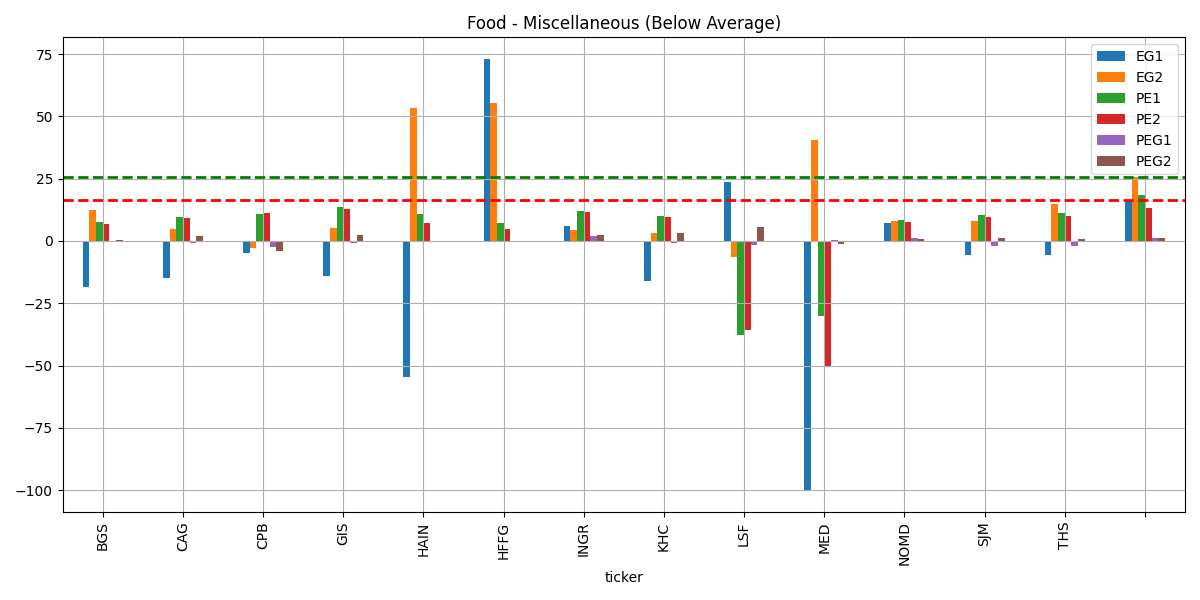 Food - Miscellaneous (Below Average)
EG1
EG2
PE1
PE2
PEG1
PEG2
75
50
25
0
−25
−50
−75
−100
BGS
CAG
CPB
GIS
HAIN
HFFG
INGR
KHC
LSF
MED
NOMD
SJM
THS
ticker